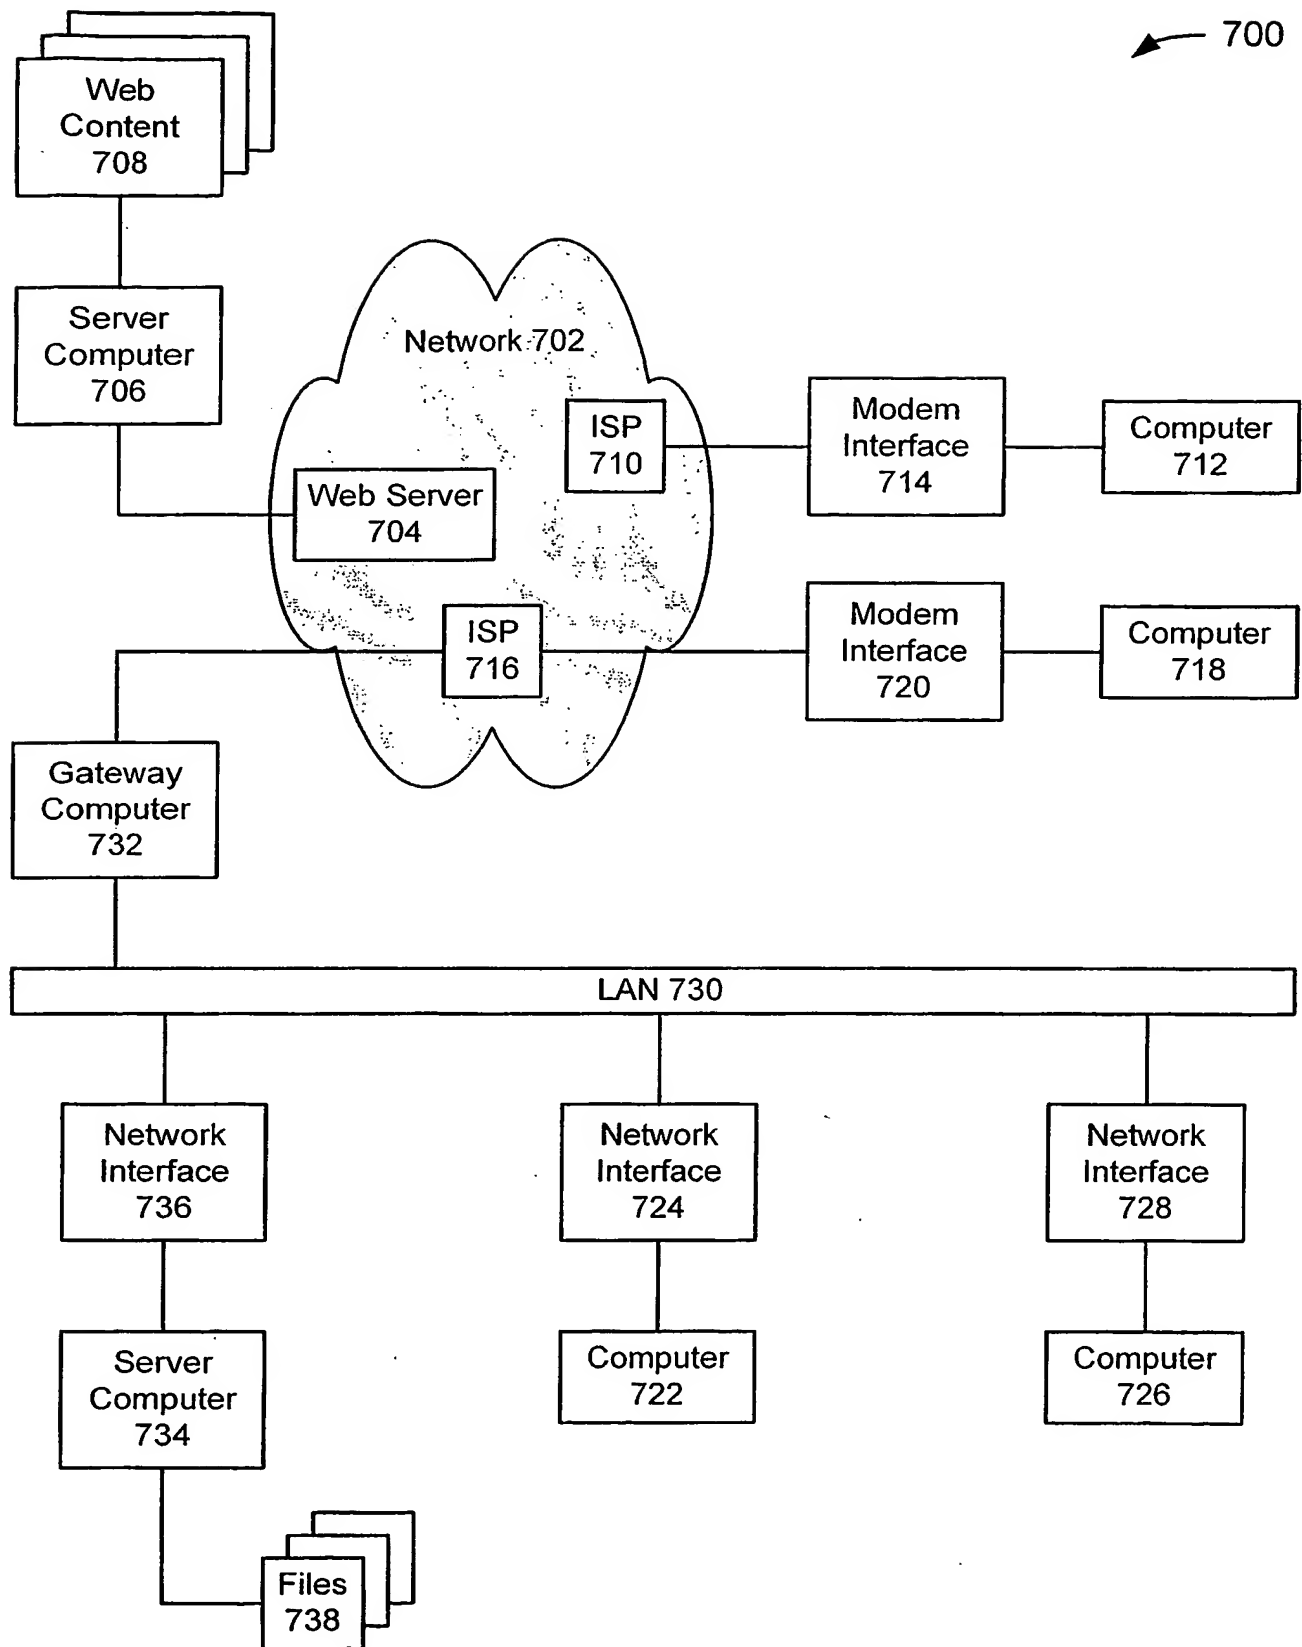 700
Web
Content
708
Server
Computer
706
Network 702
ISP
710
Modem
Interface
714
Computer
712
Web Server
704
ISP
716
Modem
Interface
720
Computer
718
Gateway
Computer
732
LAN 730
Network
Interface
736
Network
Interface
724
Network
Interface
728
Server
Computer
734
Computer
722
Computer
726
Files
738